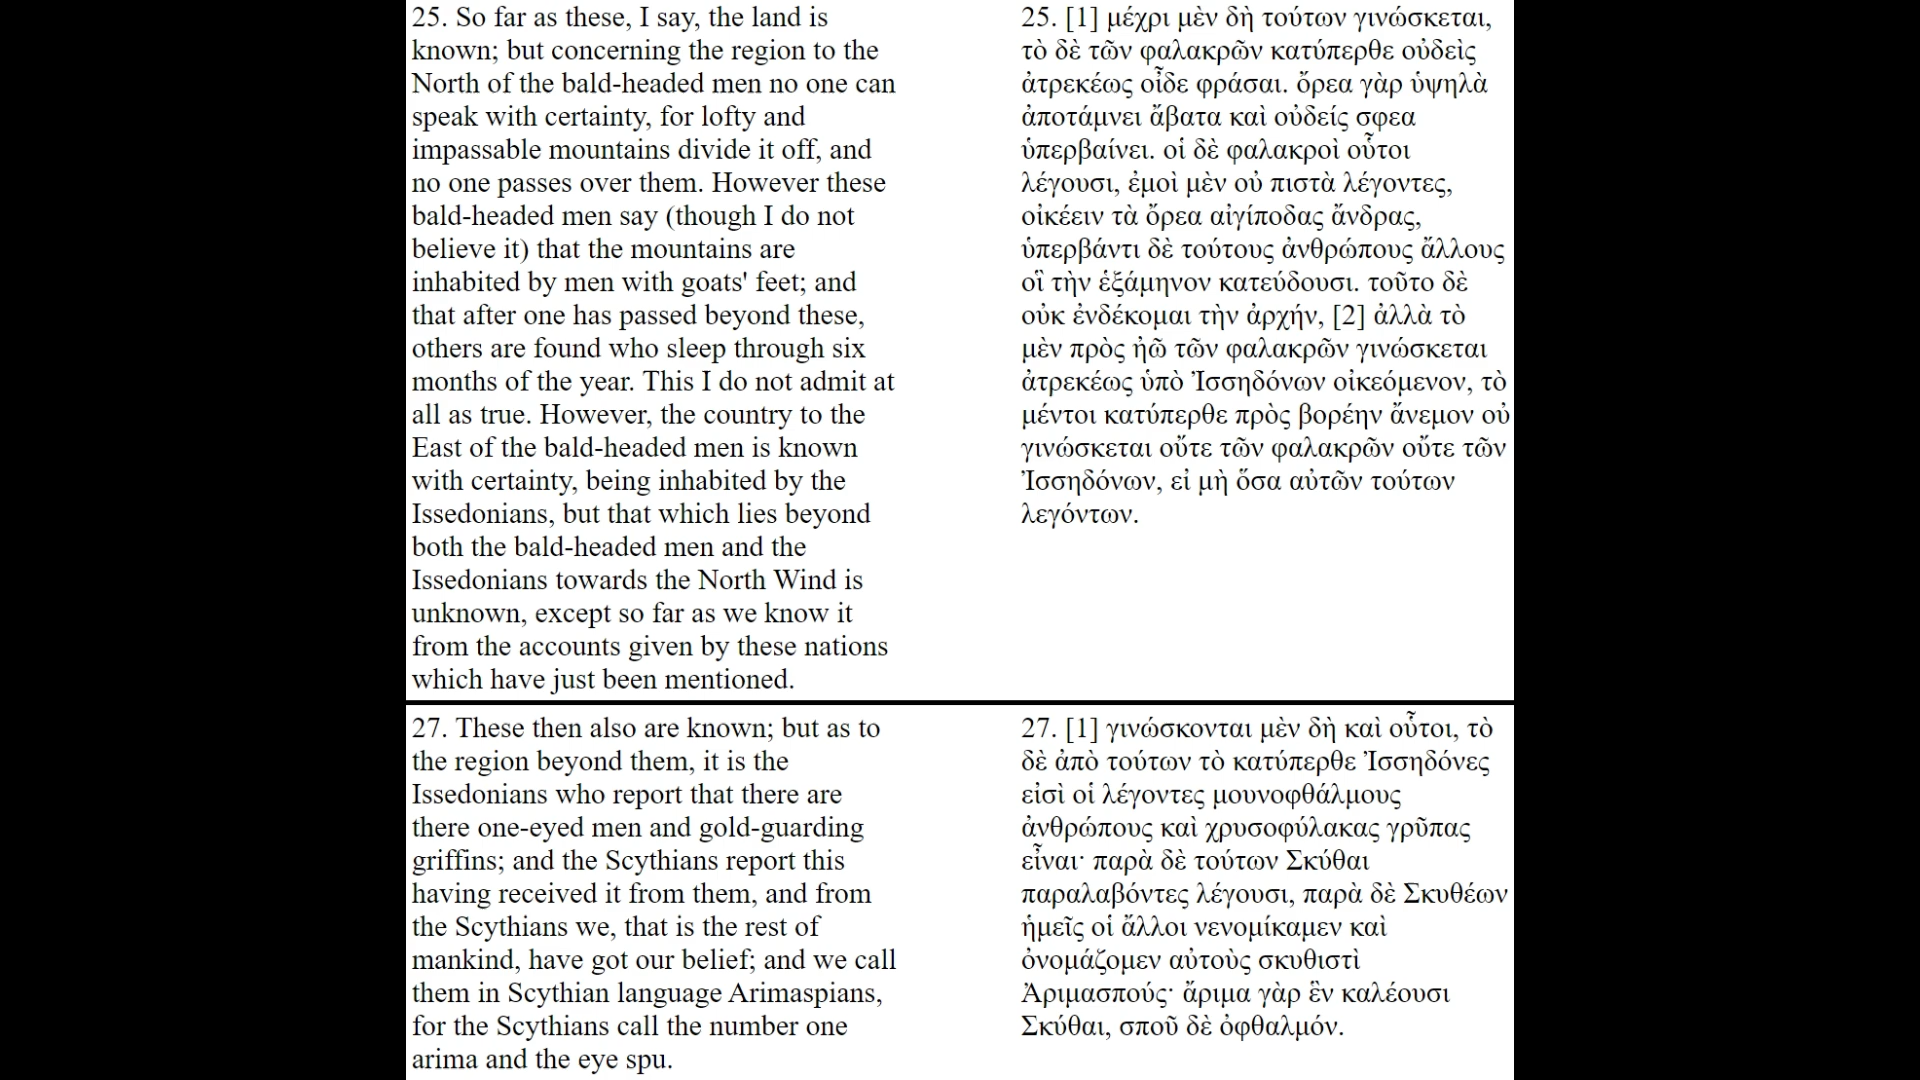 25. So far as these, I say, the land is
known; but concerning the region to the
North of the bald-headed men no one can
speak with certainty, for lofty and
impassable mountains divide it off, and
no one passes over them. However these
bald-headed men say (though I do not
believe it) that the mountains are
inhabited by men with goats' feet; and
that after one has passed beyond these,
others are found who sleep through six
months of the year. This I do not admit at
all as true. However, the country to the
East of the bald-headed men is known
with certainty, being inhabited by the
Issedonians, but that which lies beyond
both the bald-headed men and the
Issedonians towards the North Wind is
unknown, except so far as we know it
from the accounts given by these nations
which have just been mentioned.
25. [1] μέχρι μὲν δὴ τούτων γινώσκεται,
τὸ δὲ τῶν φαλακρῶν κατύπερθε οὐδεὶς
ἀτρεκέως οἶδε φράσαι. ὄρεα γὰρ ὑψηλὰ
ἀποτάμνει ἄβατα καὶ οὐδείς σφεα
ὑπερβαίνει. οἱ δὲ φαλακροὶ οὗτοι
λέγουσι, ἐμοὶ μὲν οὐ πιστὰ λέγοντες,
οἰκέειν τὰ ὄρεα αἰγίποδας ἄνδρας,
ὑπερβάντι δὲ τούτους ἀνθρώπους ἄλλους
οἳ τὴν ἑξάμηνον κατεύδουσι. τοῦτο δὲ
οὐκ ἐνδέκομαι τὴν ἀρχήν, [2] ἀλλὰ τὸ
μὲν πρὸς ἠῶ τῶν φαλακρῶν γινώσκεται
ἀτρεκέως ὑπὸ Ἰσσηδόνων οἰκεόμενον, τὸ
μέντοι κατύπερθε πρὸς βορέην ἄνεμον οὐ
γινώσκεται οὔτε τῶν φαλακρῶν οὔτε τῶν
Ἰσσηδόνων, εἰ μὴ ὅσα αὐτῶν τούτων
λεγόντων.
27. These then also are known; but as to
the region beyond them, it is the
Issedonians who report that there are
there one-eyed men and gold-guarding
griffins; and the Scythians report this
having received it from them, and from
the Scythians we, that is the rest of
mankind, have got our belief; and we call
them in Scythian language Arimaspians,
for the Scythians call the number one
arima and the eye spu.
27. [1] γινώσκονται μὲν δὴ καὶ οὗτοι, τὸ
δὲ ἀπὸ τούτων τὸ κατύπερθε Ἰσσηδόνες
εἰσὶ οἱ λέγοντες μουνοφθάλμους
ἀνθρώπους καὶ χρυσοφύλακας γρῦπας
εἶναι· παρὰ δὲ τούτων Σκύθαι
παραλαβόντες λέγουσι, παρὰ δὲ Σκυθέων
ἡμεῖς οἱ ἄλλοι νενομίκαμεν καὶ
ὀνομάζομεν αὐτοὺς σκυθιστὶ
Ἀριμασπούς· ἄριμα γὰρ ἓν καλέουσι
Σκύθαι, σποῦ δὲ ὀφθαλμόν.